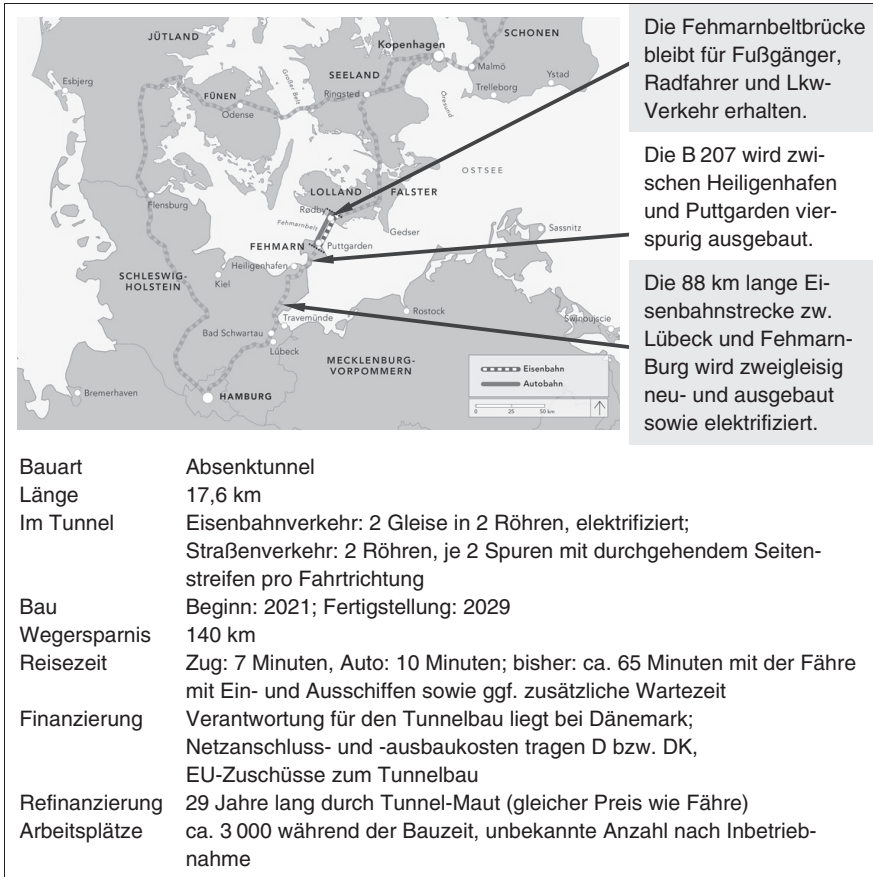 JÜTLAND
SCHONEN
Kopenhagen
Esbjerg
Malmö
Ystad
SEELAND
Großer Belt
FÜNEN
Ringsted
Trelleborg
Odense
Öresund
OSTSEE
LOLLAND
FALSTER
Flensburg
Rødby
Fehmarnbelt
Gedser
Sassnitz
FEHMARN
Puttgarden
Heiligenhafen
SCHLESWIG-
HOLSTEIN
Kiel
Rostock
Travemünde
Swinoujscie
Bad Schwartau
Lübeck
MECKLENBURG-
VORPOMMERN
Eisenbahn
Autobahn
Bremerhaven
HAMBURG
0 25 50 km
Die Fehmarnbeltbrücke
bleibt für Fußgänger,
Radfahrer und Lkw-
Verkehr erhalten.
Die B 207 wird zwi-
schen Heiligenhafen
und Puttgarden vier-
spurig ausgebaut.
Die 88 km lange Ei-
senbahnstrecke zw.
Lübeck und Fehmarn-
Burg wird zweigleisig
neu- und ausgebaut
sowie elektrifiziert.
Bauart Absenktunnel
Länge 17,6 km
Im Tunnel Eisenbahnverkehr: 2 Gleise in 2 Röhren, elektrifiziert;
Straßenverkehr: 2 Röhren, je 2 Spuren mit durchgehendem Seiten-
streifen pro Fahrtrichtung
Bau Beginn: 2021; Fertigstellung: 2029
Wegersparnis 140 km
Reisezeit Zug: 7 Minuten, Auto: 10 Minuten; bisher: ca. 65 Minuten mit der Fähre
mit Ein- und Ausschiffen sowie ggf. zusätzliche Wartezeit
Finanzierung Verantwortung für den Tunnelbau liegt bei Dänemark;
Netzanschluss- und -ausbaukosten tragen D bzw. DK,
EU-Zuschüsse zum Tunnelbau
Refinanzierung 29 Jahre lang durch Tunnel-Maut (gleicher Preis wie Fähre)
Arbeitsplätze ca. 3 000 während der Bauzeit, unbekannte Anzahl nach Inbetrieb-
nahme